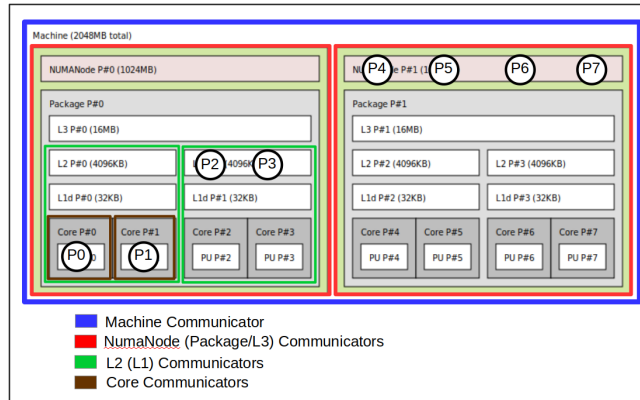 Machine (2048MB total)
NUMANode P#0 (1024MB)
P4 P5 P6 P7
Package P#0
Package P#1
L3 P#0 (16MB)
L3 P#1 (16MB)
L2 P#0 (4096KB)
P2 P3
L2 P#2 (4096KB)
L2 P#3 (4096KB)
L1d P#0 (32KB)
L1d P#1 (32KB)
L1d P#2 (32KB)
L1d P#3 (32KB)
Core P#0
Core P#1
Core P#2
Core P#3
Core P#4
Core P#5
Core P#6
Core P#7
P0
P1
PU P#2
PU P#3
PU P#4
PU P#5
PU P#6
PU P#7
Machine Communicator
NumaNode (Package/L3) Communicators
L2 (L1) Communicators
Core Communicators